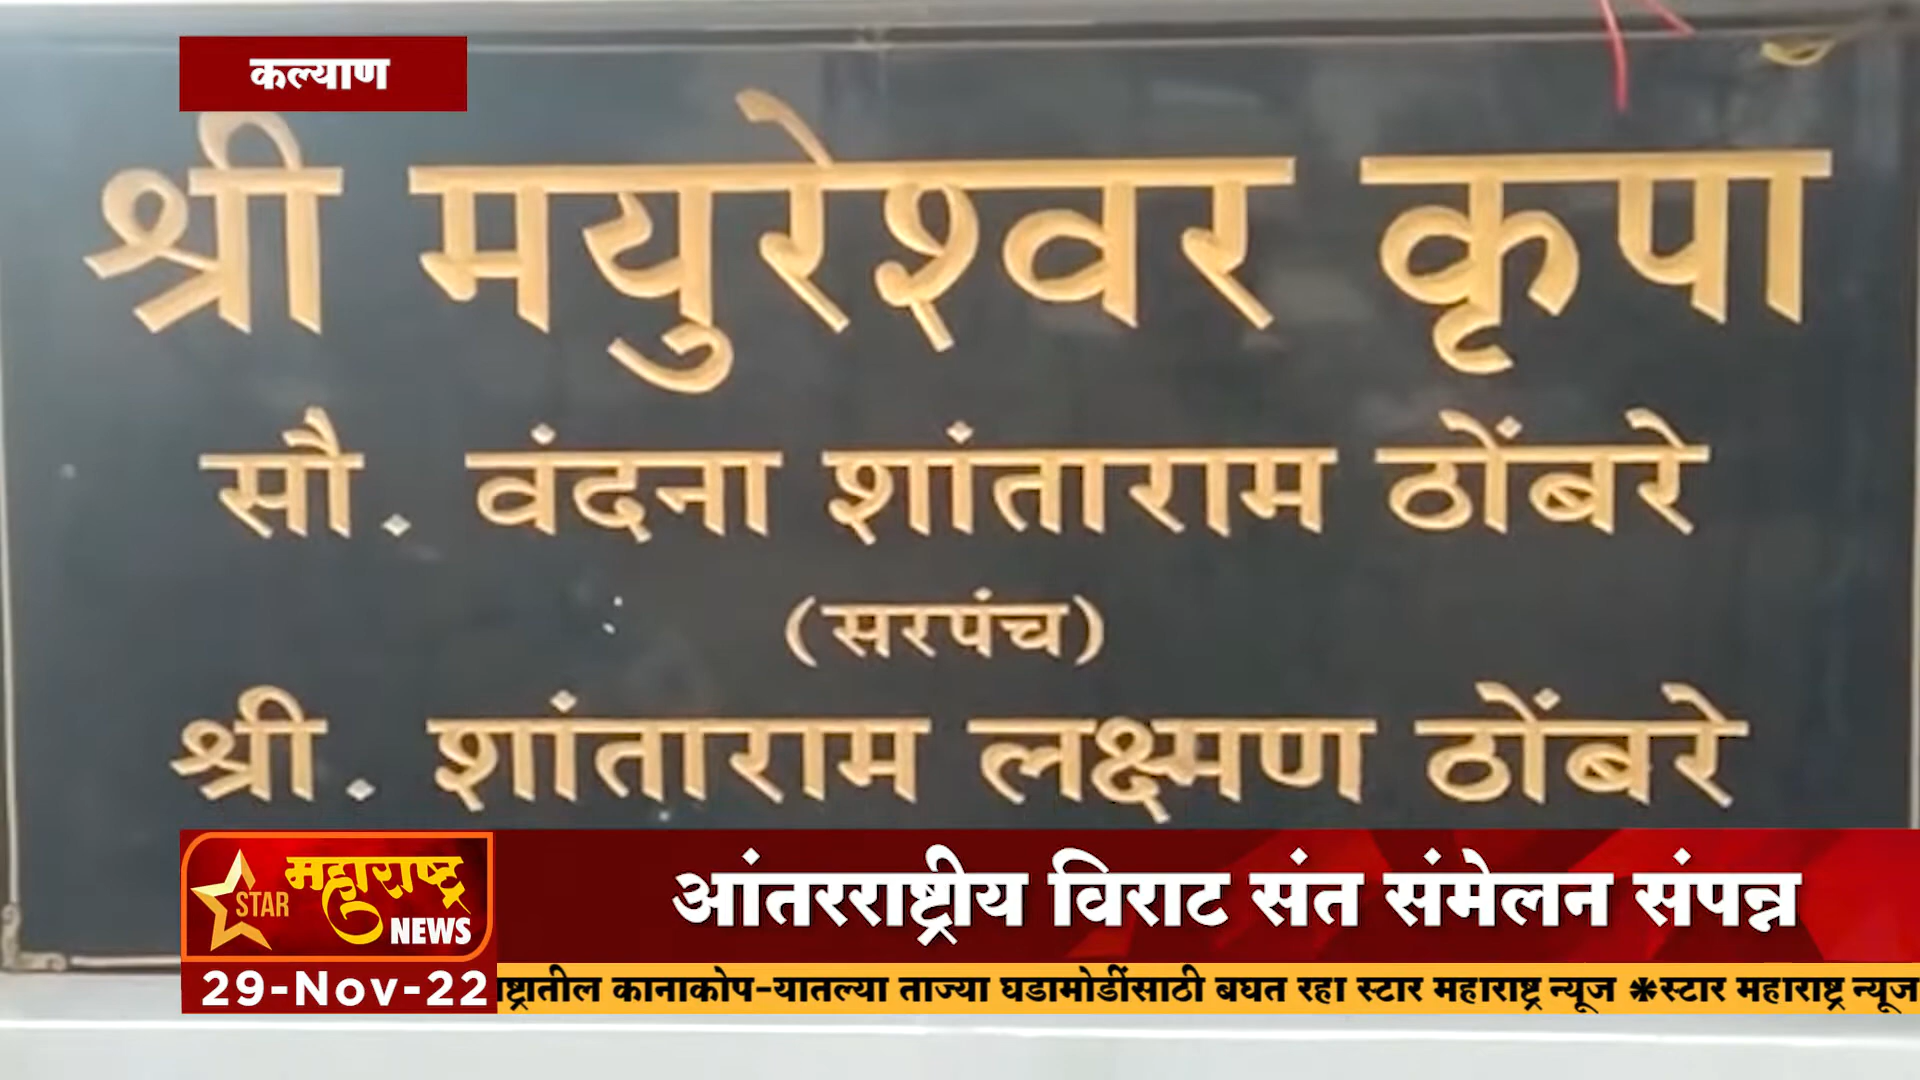 कल्याण
श्री मयुरेश्वर कृपा
सौ. वंदना शांताराम ठोंबरे
(सरपंच)
श्री. शांताराम लक्ष्मण ठोंबरे
STAR महाराष्ट्र NEWS
आंतरराष्ट्रीय विराट संत संमेलन संपन्न
29-Nov-22
ष्ट्रातील कानाकोप-यातल्या ताज्या घडामोडींसाठी बघत रहा स्टार महाराष्ट्र न्यूज *स्टार महाराष्ट्र न्यूज